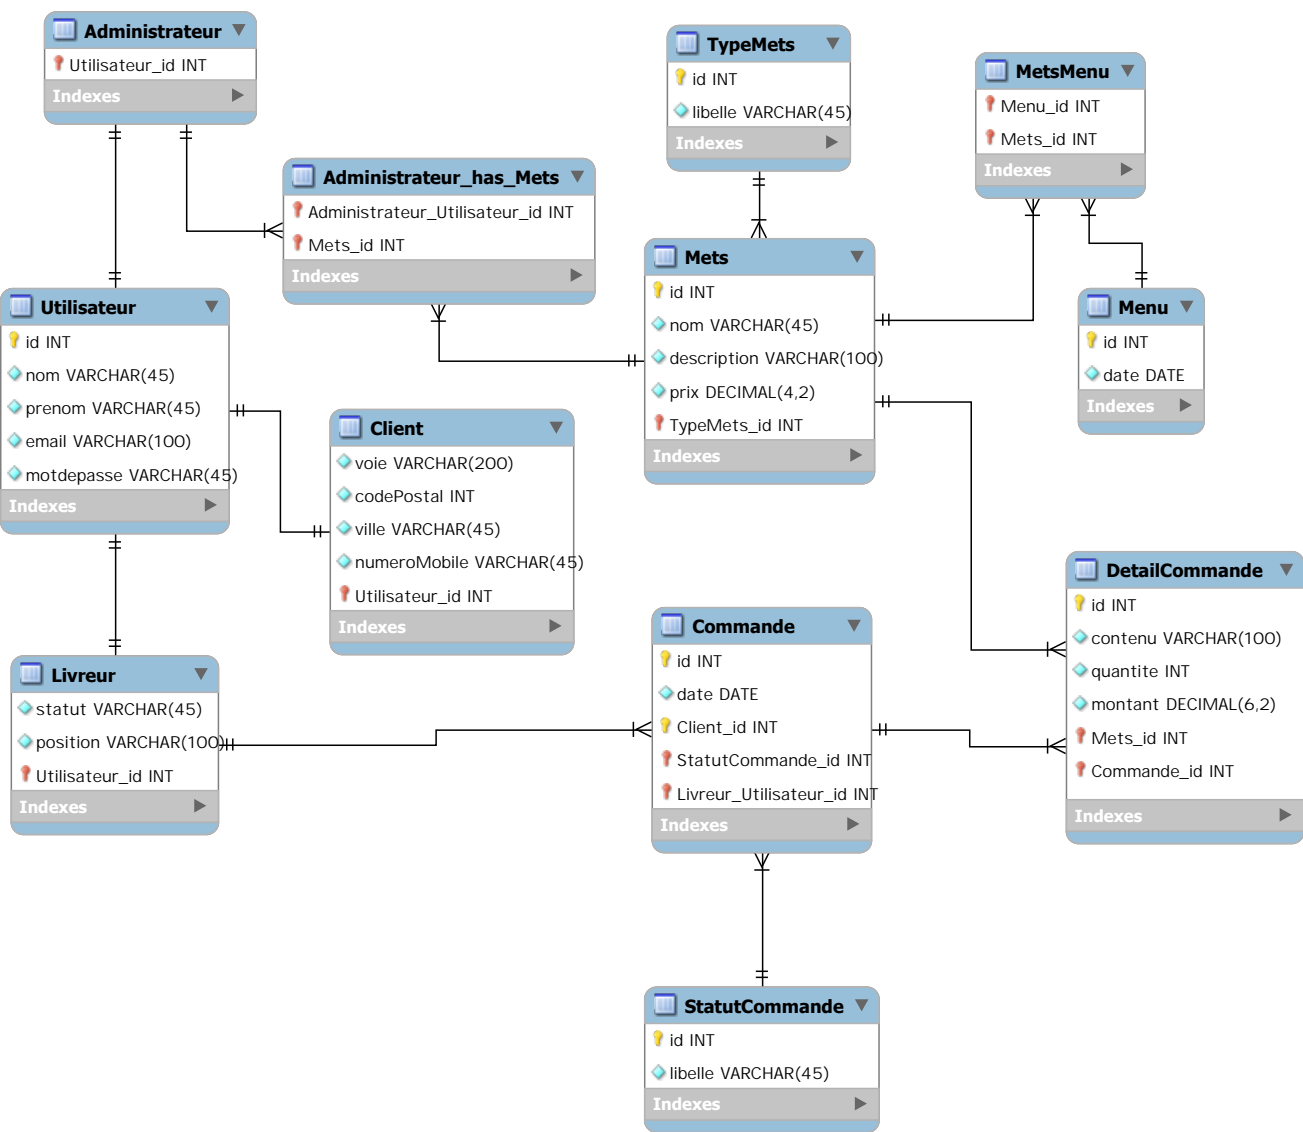 Administrateur
Utilisateur_id INT
Indexes
TypeMets
id INT
libelle VARCHAR(45)
Indexes
MetsMenu
Menu_id INT
Mets_id INT
Indexes
Administrateur_has_Mets
Administrateur_Utilisateur_id INT
Mets_id INT
Indexes
Mets
id INT
nom VARCHAR(45)
description VARCHAR(100)
prix DECIMAL(4,2)
TypeMets_id INT
Indexes
Utilisateur
id INT
nom VARCHAR(45)
prenom VARCHAR(45)
email VARCHAR(100)
motdepasse VARCHAR(45)
Indexes
Menu
id INT
date DATE
Indexes
Client
voie VARCHAR(200)
codePostal INT
ville VARCHAR(45)
numeroMobile VARCHAR(45)
Utilisateur_id INT
Indexes
DetailCommande
id INT
contenu VARCHAR(100)
quantite INT
montant DECIMAL(6,2)
Mets_id INT
Commande_id INT
Indexes
Commande
id INT
date DATE
Client_id INT
StatutCommande_id INT
Livreur_Utilisateur_id INT
Indexes
Livreur
statut VARCHAR(45)
position VARCHAR(100)
Utilisateur_id INT
Indexes
StatutCommande
id INT
libelle VARCHAR(45)
Indexes